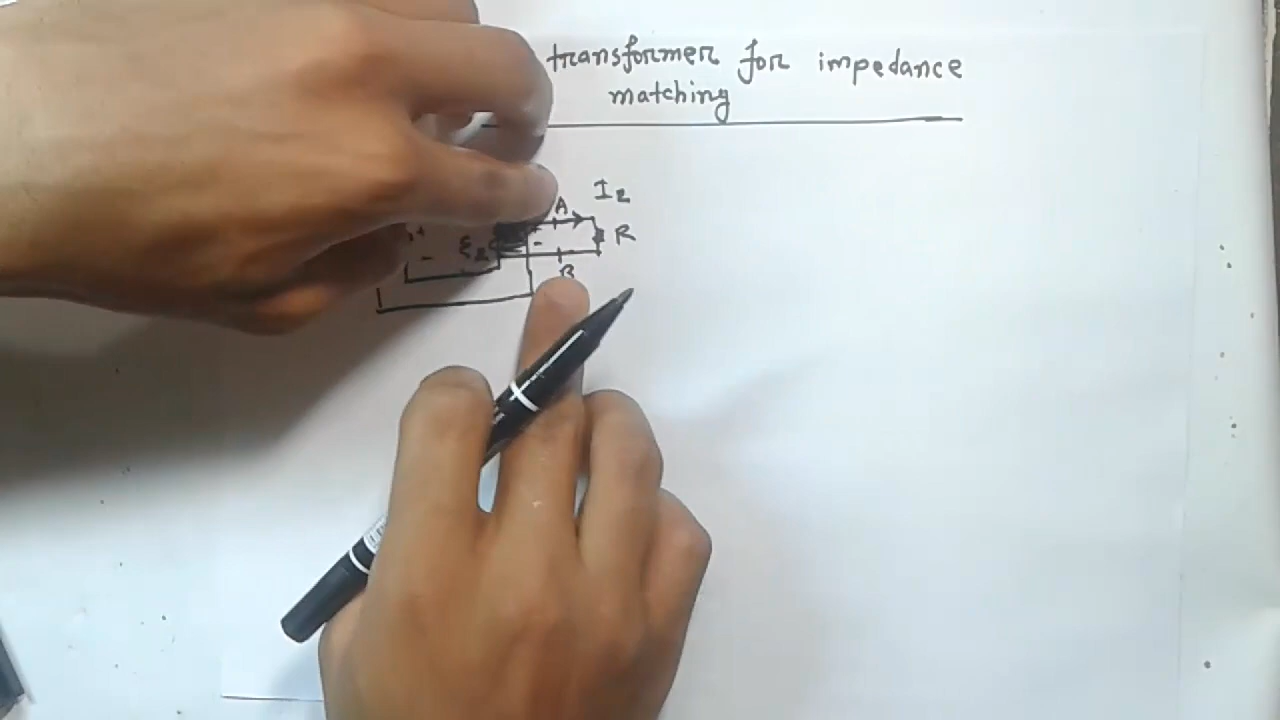 transformer for impedance
matching
A I2
+ - R
- E2
B